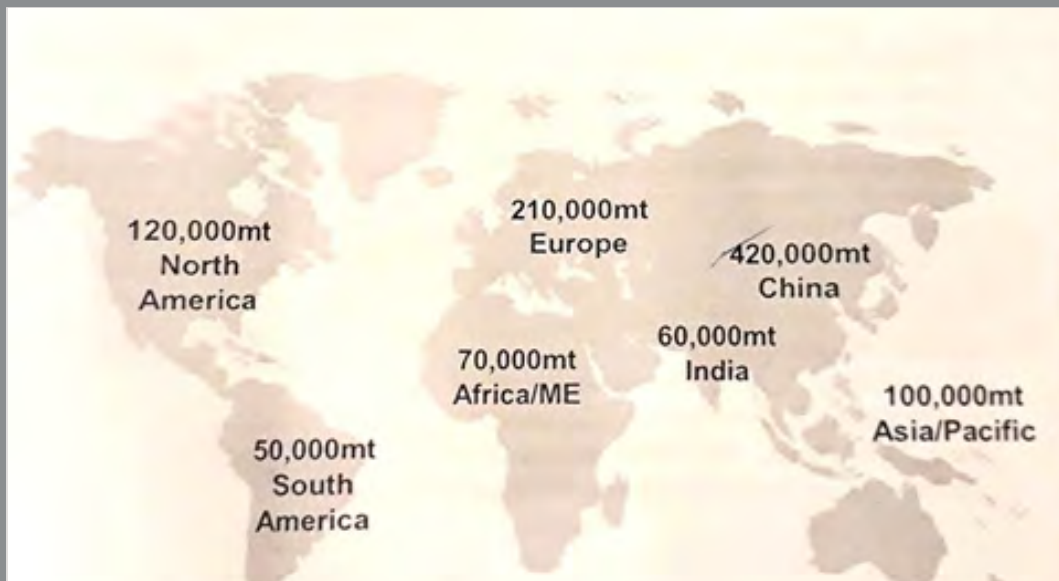 120,000mt
North
America
210,000mt
Europe
420,000mt
China
70,000mt
Africa/ME
60,000mt
India
100,000mt
Asia/Pacific
50,000mt
South
America